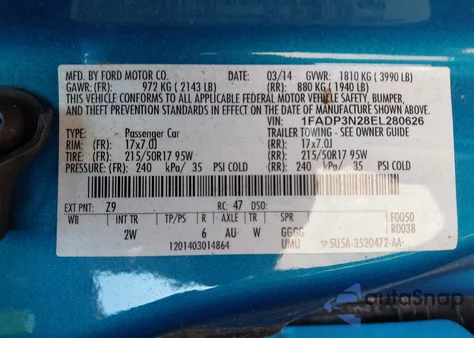 MFD. BY FORD MOTOR CO. DATE: 03/14 GVWR: 1810 KG ( 3990 LB)
GAWR: (FR): 972 KG ( 2143 LB) (RR): 880 KG ( 1940 LB)
THIS VEHICLE CONFORMS TO ALL APPLICABLE FEDERAL MOTOR VEHICLE SAFETY, BUMPER,
AND THEFT PREVENTION STANDARDS IN EFFECT ON THE DATE OF MANUFACTURE SHOWN ABOVE.
VIN: 1FADP3N28EL280626
TYPE: Passenger Car TRAILER TOWING - SEE OWNER GUIDE
RIM: (FR): 17x7.0J (RR): 17x7.0J
TIRE: (FR): 215/50R17 95W (RR): 215/50R17 95W
PRESSURE: (FR): 240 kPa/ 35 PSI COLD (RR): 240 kPa/ 35 PSI COLD
EXT PNT: Z9 RC: 47 DSO:
WB INT TR TP/PS R AXLE TR SPR F0050
2W 6 AU W GGGG R0038
1201403014864 UMU 5USA-3520472-AA
autoSnap